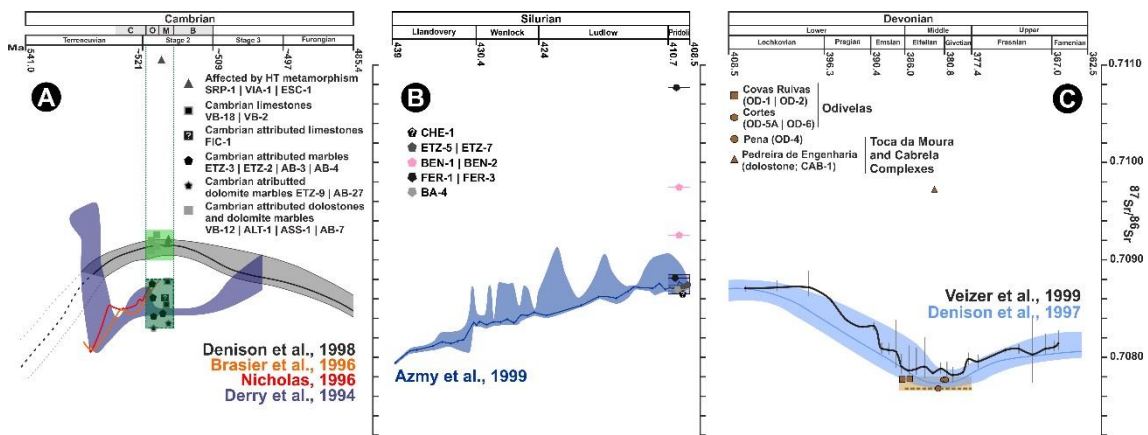 Cambrian
C O M B
Terreneuvian Stage 2 Stage 3 Furongian
Ma
541.0 ~521 ~509 ~497 485.4
A
Affected by HT metamorphism
SRP-1 | VIA-1 | ESC-1
Cambrian limestones
VB-18 | VB-2
Cambrian attributed limestones
FIC-1
Cambrian attributed marbles
ETZ-3 | ETZ-2 | AB-3 | AB-4
Cambrian atributted
dolomite marbles ETZ-9 | AB-27
Cambrian attributed dolostones
and dolomite marbles
VB-12 | ALT-1 | ASS-1 | AB-7
Denison et al., 1998
Brasier et al., 1996
Nicholas, 1996
Derry et al., 1994
Silurian
Llandovery Wenlock Ludlow Pridoli
439 430.4 424 410.7 408.5
B
? CHE-1
ETZ-5 | ETZ-7
BEN-1 | BEN-2
FER-1 | FER-3
BA-4
Azmy et al., 1999
Devonian
Lower Middle Upper
Lochkovian Pragian Emsian Eifelian Givetian Frasnian Famenian
408.5 396.3 390.4 386.0 380.8 377.4 367.0 362.5
C
Covas Ruivas
(OD-1 | OD-2)
Cortes
(OD-5A | OD-6)
Odivelas
Pena (OD-4)
Pedreira de Engenharia
(dolostone; CAB-1)
Toca da Moura
and Cabrela
Complexes
Veizer et al., 1999
Denison et al., 1997
0.7110
0.7100
87Sr/86Sr
0.7090
0.7080